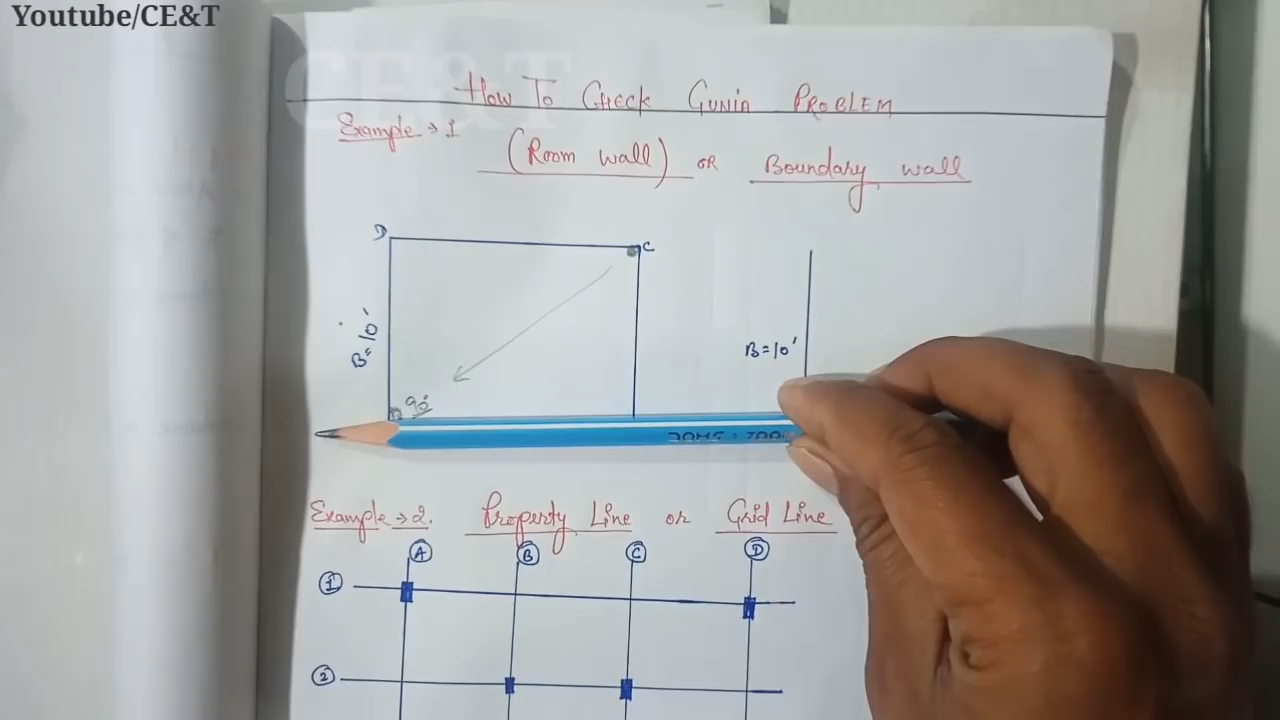 Youtube/CE&T
CE&T
How To Check Gunia Problem
Example → 1
(Room wall) or Boundary wall
D
C
B = 10'
90°
B = 10'
Example → 2. Property Line or Grid Line
A B C D
1
2